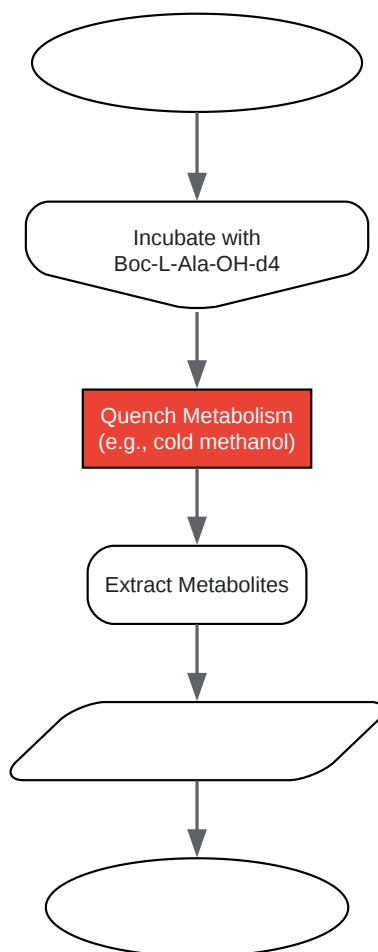 Incubate with
Boc-L-Ala-OH-d4
Quench Metabolism
(e.g., cold methanol)
Extract Metabolites